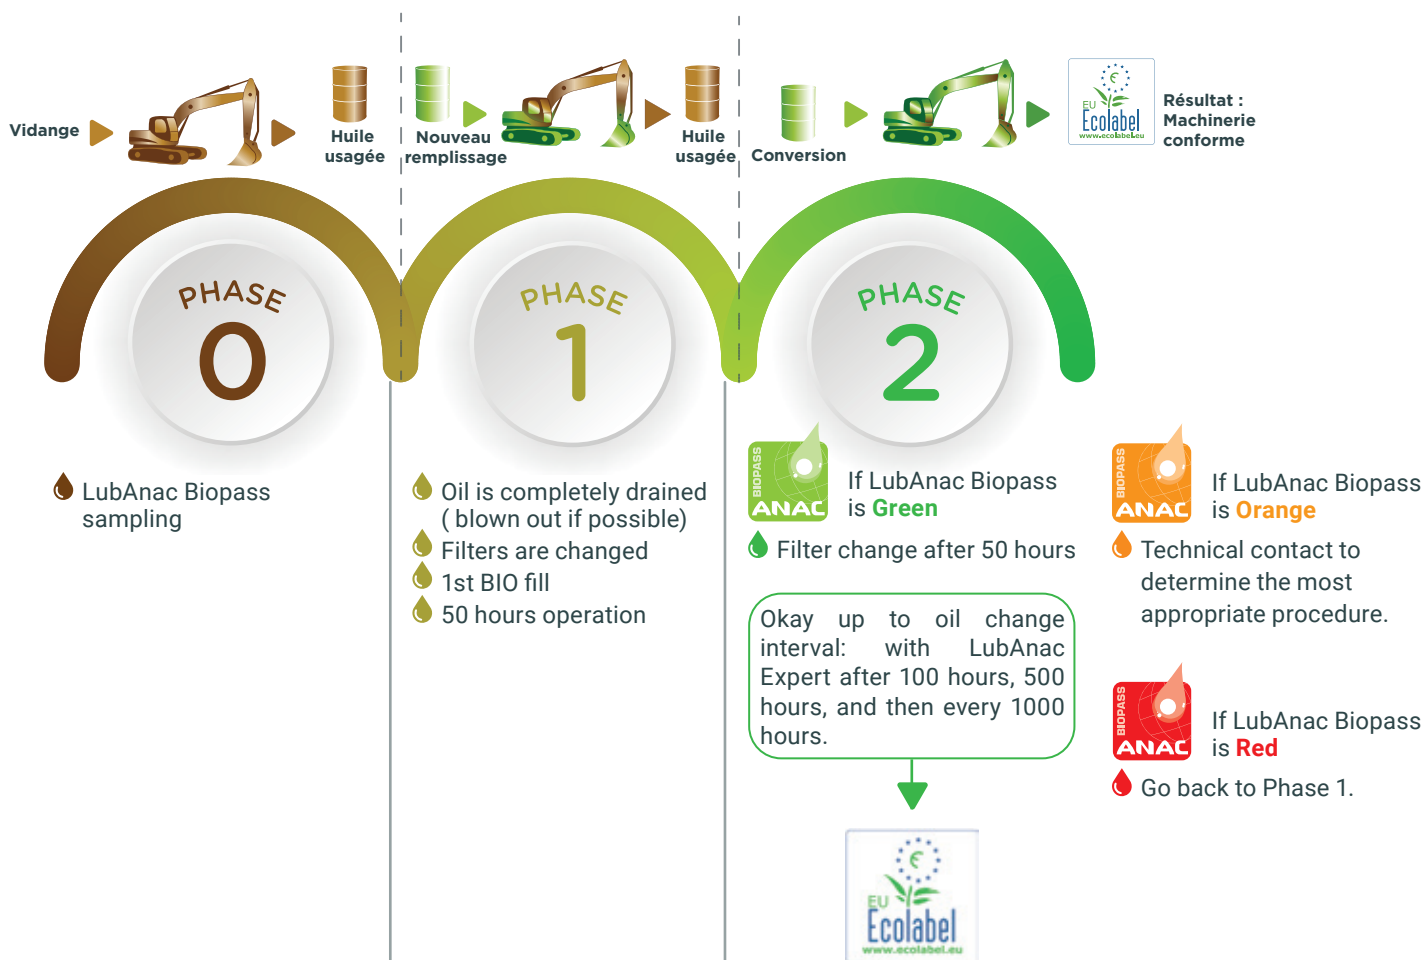 Vidange
Huile
usagée
Nouveau
remplissage
Huile
usagée
Conversion
EU
Ecolabel
www.ecolabel.eu
Résultat :
Machinerie
conforme
PHASE
0
PHASE
1
PHASE
2
LubAnac Biopass
sampling
Oil is completely drained
( blown out if possible)
Filters are changed
1st BIO fill
50 hours operation
BIOPASS
ANAC
If LubAnac Biopass
is Green
Filter change after 50 hours
Okay up to oil change
interval: with LubAnac
Expert after 100 hours, 500
hours, and then every 1000
hours.
EU
Ecolabel
www.ecolabel.eu
BIOPASS
ANAC
If LubAnac Biopass
is Orange
Technical contact to
determine the most
appropriate procedure.
BIOPASS
ANAC
If LubAnac Biopass
is Red
Go back to Phase 1.